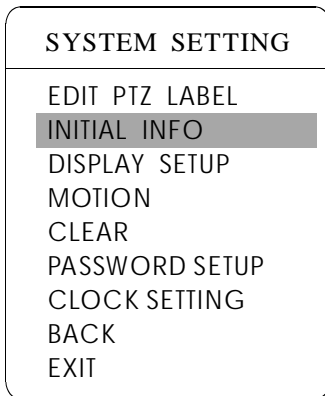 SYSTEM SETTING
EDIT PTZ LABEL
INITIAL INFO
DISPLAY SETUP
MOTION
CLEAR
PASSWORD SETUP
CLOCK SETTING
BACK
EXIT